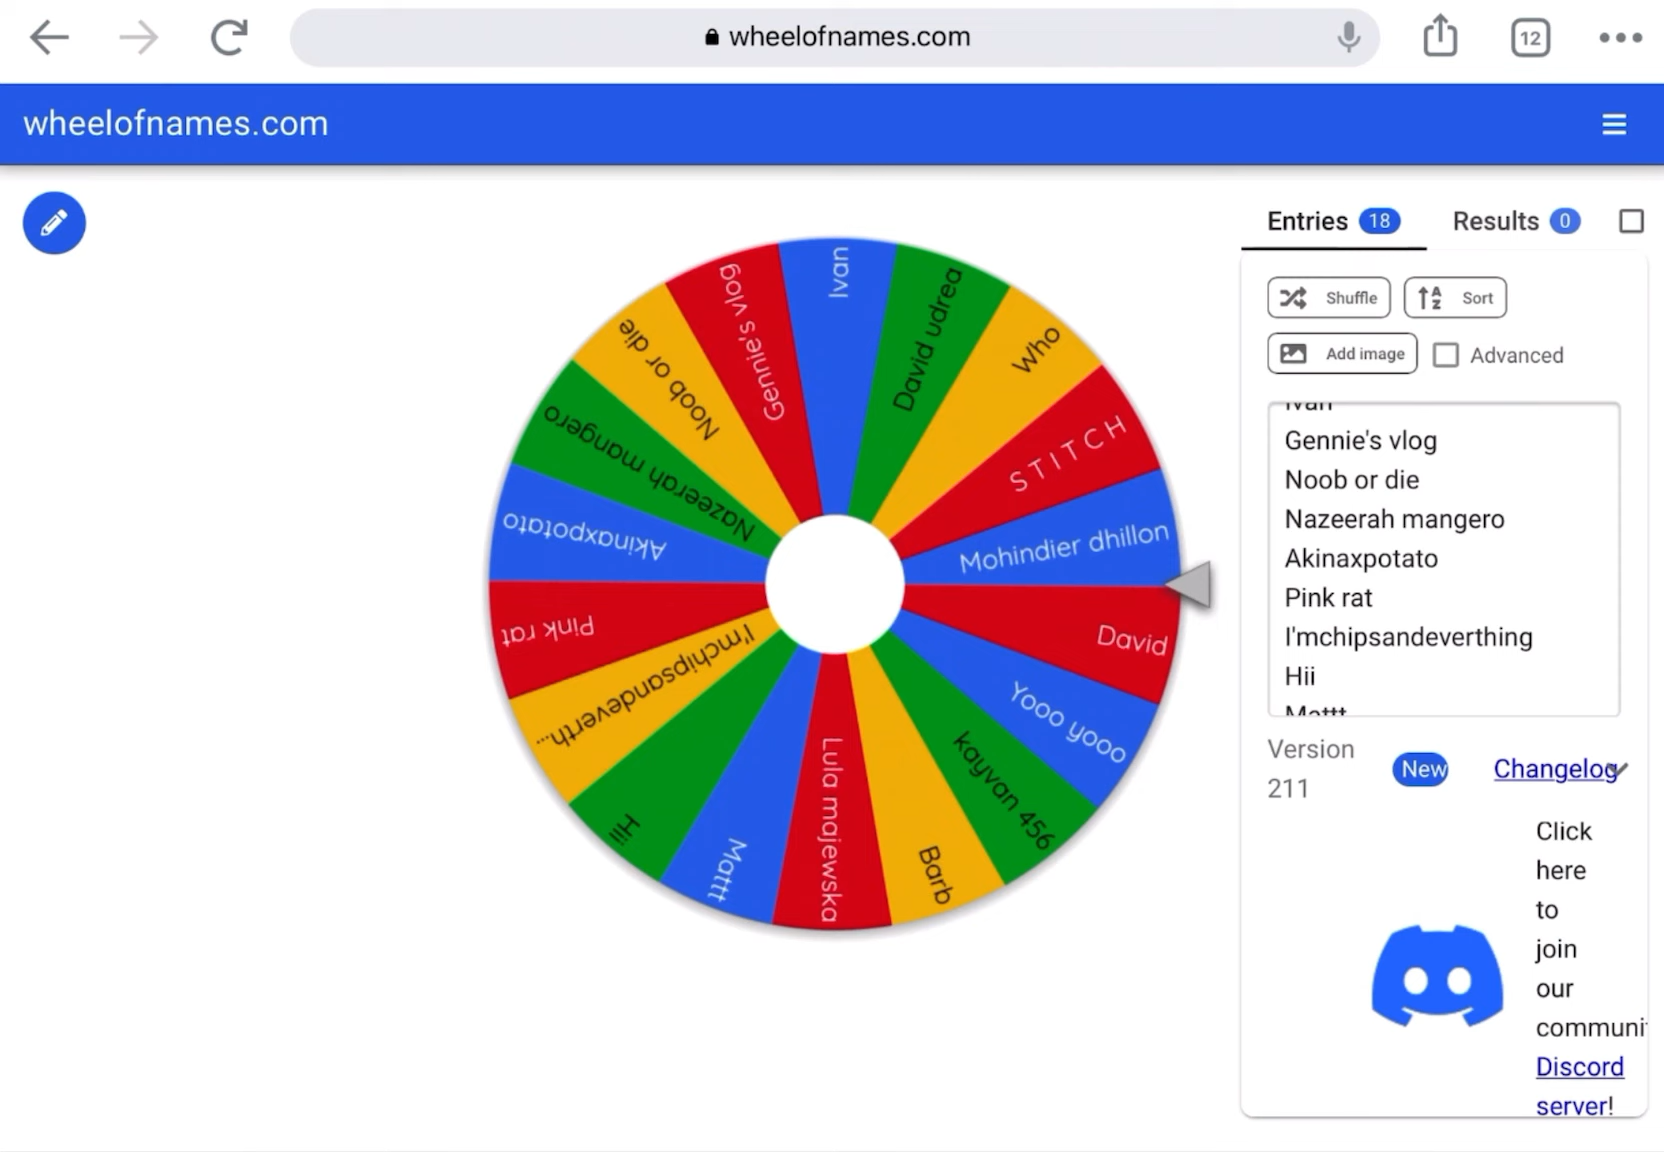 wheelofnames.com
12
wheelofnames.com
Entries 18
Results 0
Shuffle
Sort
Add image
Advanced
Ivan
David udrea
Who
S T I T C H
Mohindier dhillon
David
Yooo yooo
kayvan 456
Barb
Lula majewska
Mattt
Hii
I'mchipsandeverth...
Pink rat
Akinaxpotato
Nazeerah mangero
Noob or die
Gennie's vlog
Ivan
Gennie's vlog
Noob or die
Nazeerah mangero
Akinaxpotato
Pink rat
I'mchipsandeverthing
Hii
Mattt
Version
211
New
Changelog
Click
here
to
join
our
communi
Discord
server!